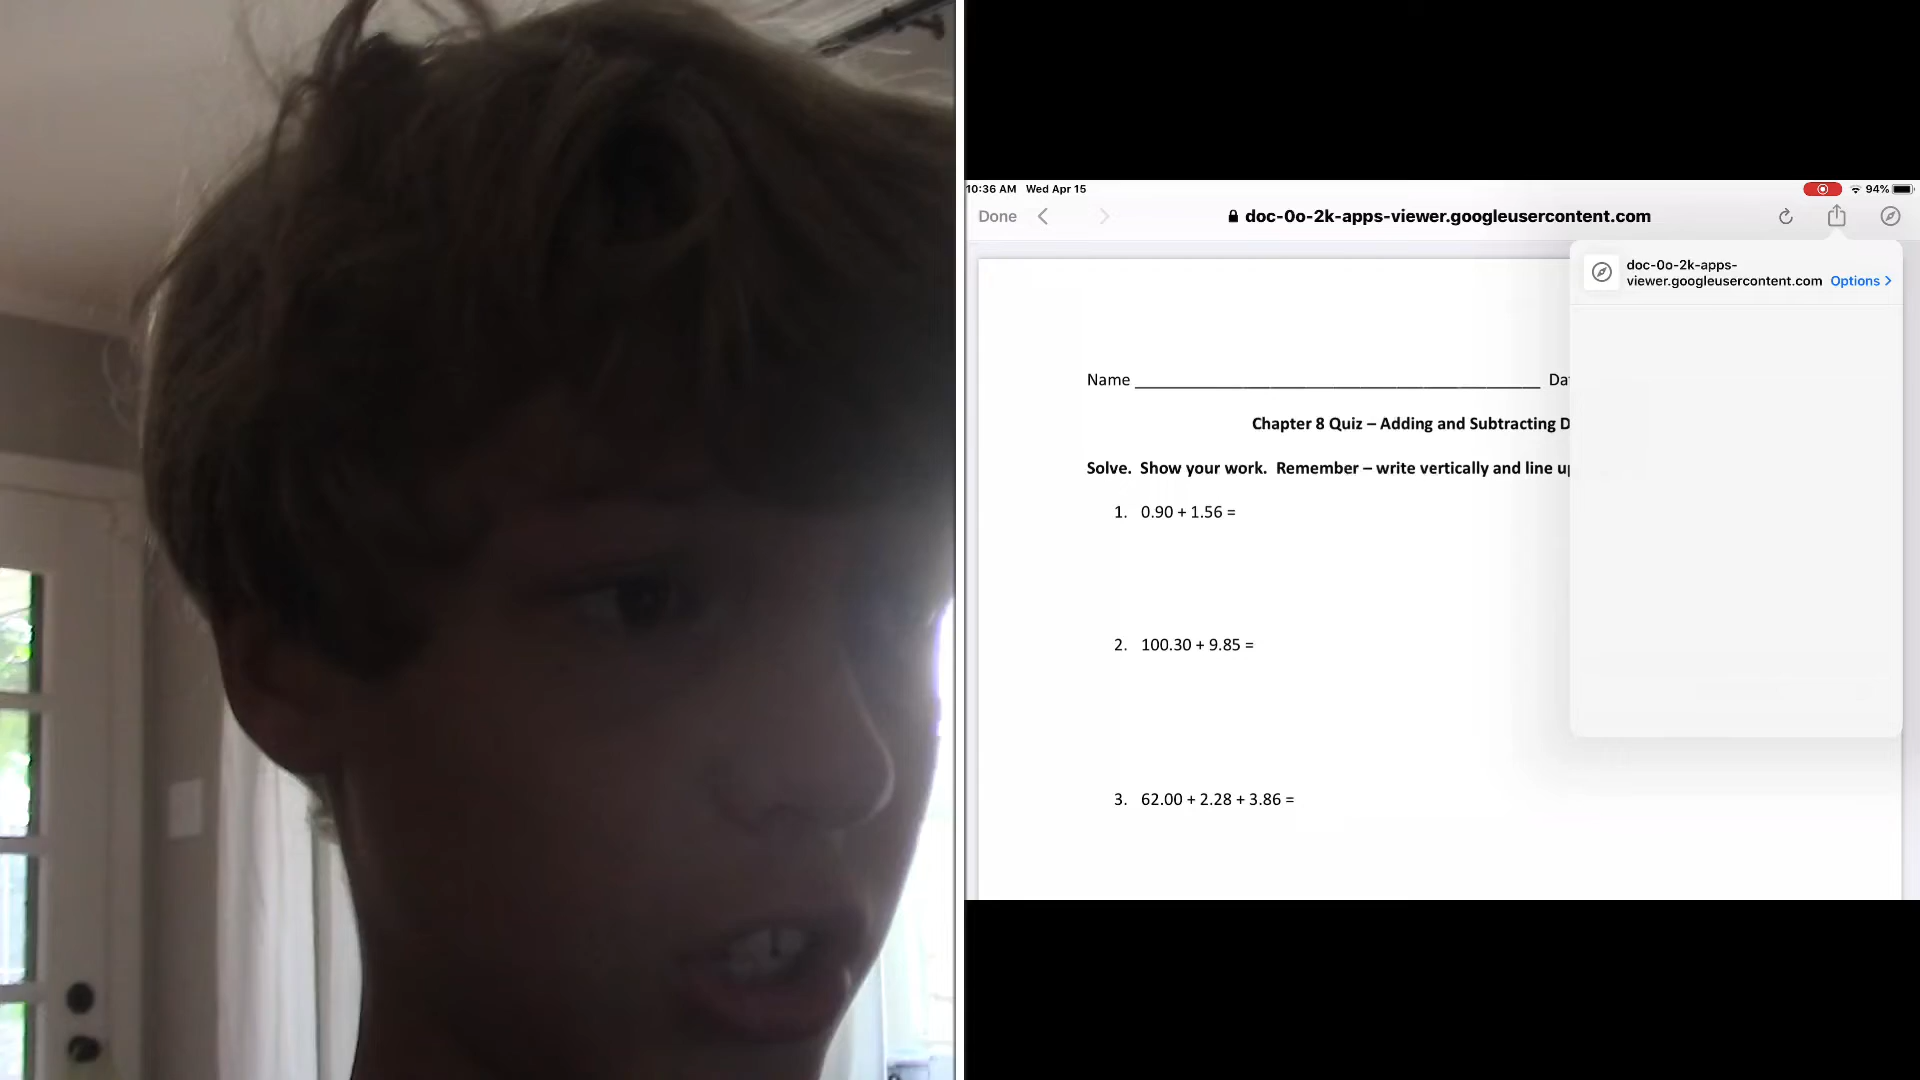 10:36 AM Wed Apr 15
94%
Done
doc-0o-2k-apps-viewer.googleusercontent.com
doc-0o-2k-apps-
viewer.googleusercontent.com Options
Name
Chapter 8 Quiz – Adding and Subtracting
Solve. Show your work. Remember – write vertically and line
1. 0.90 + 1.56 =
2. 100.30 + 9.85 =
3. 62.00 + 2.28 + 3.86 =